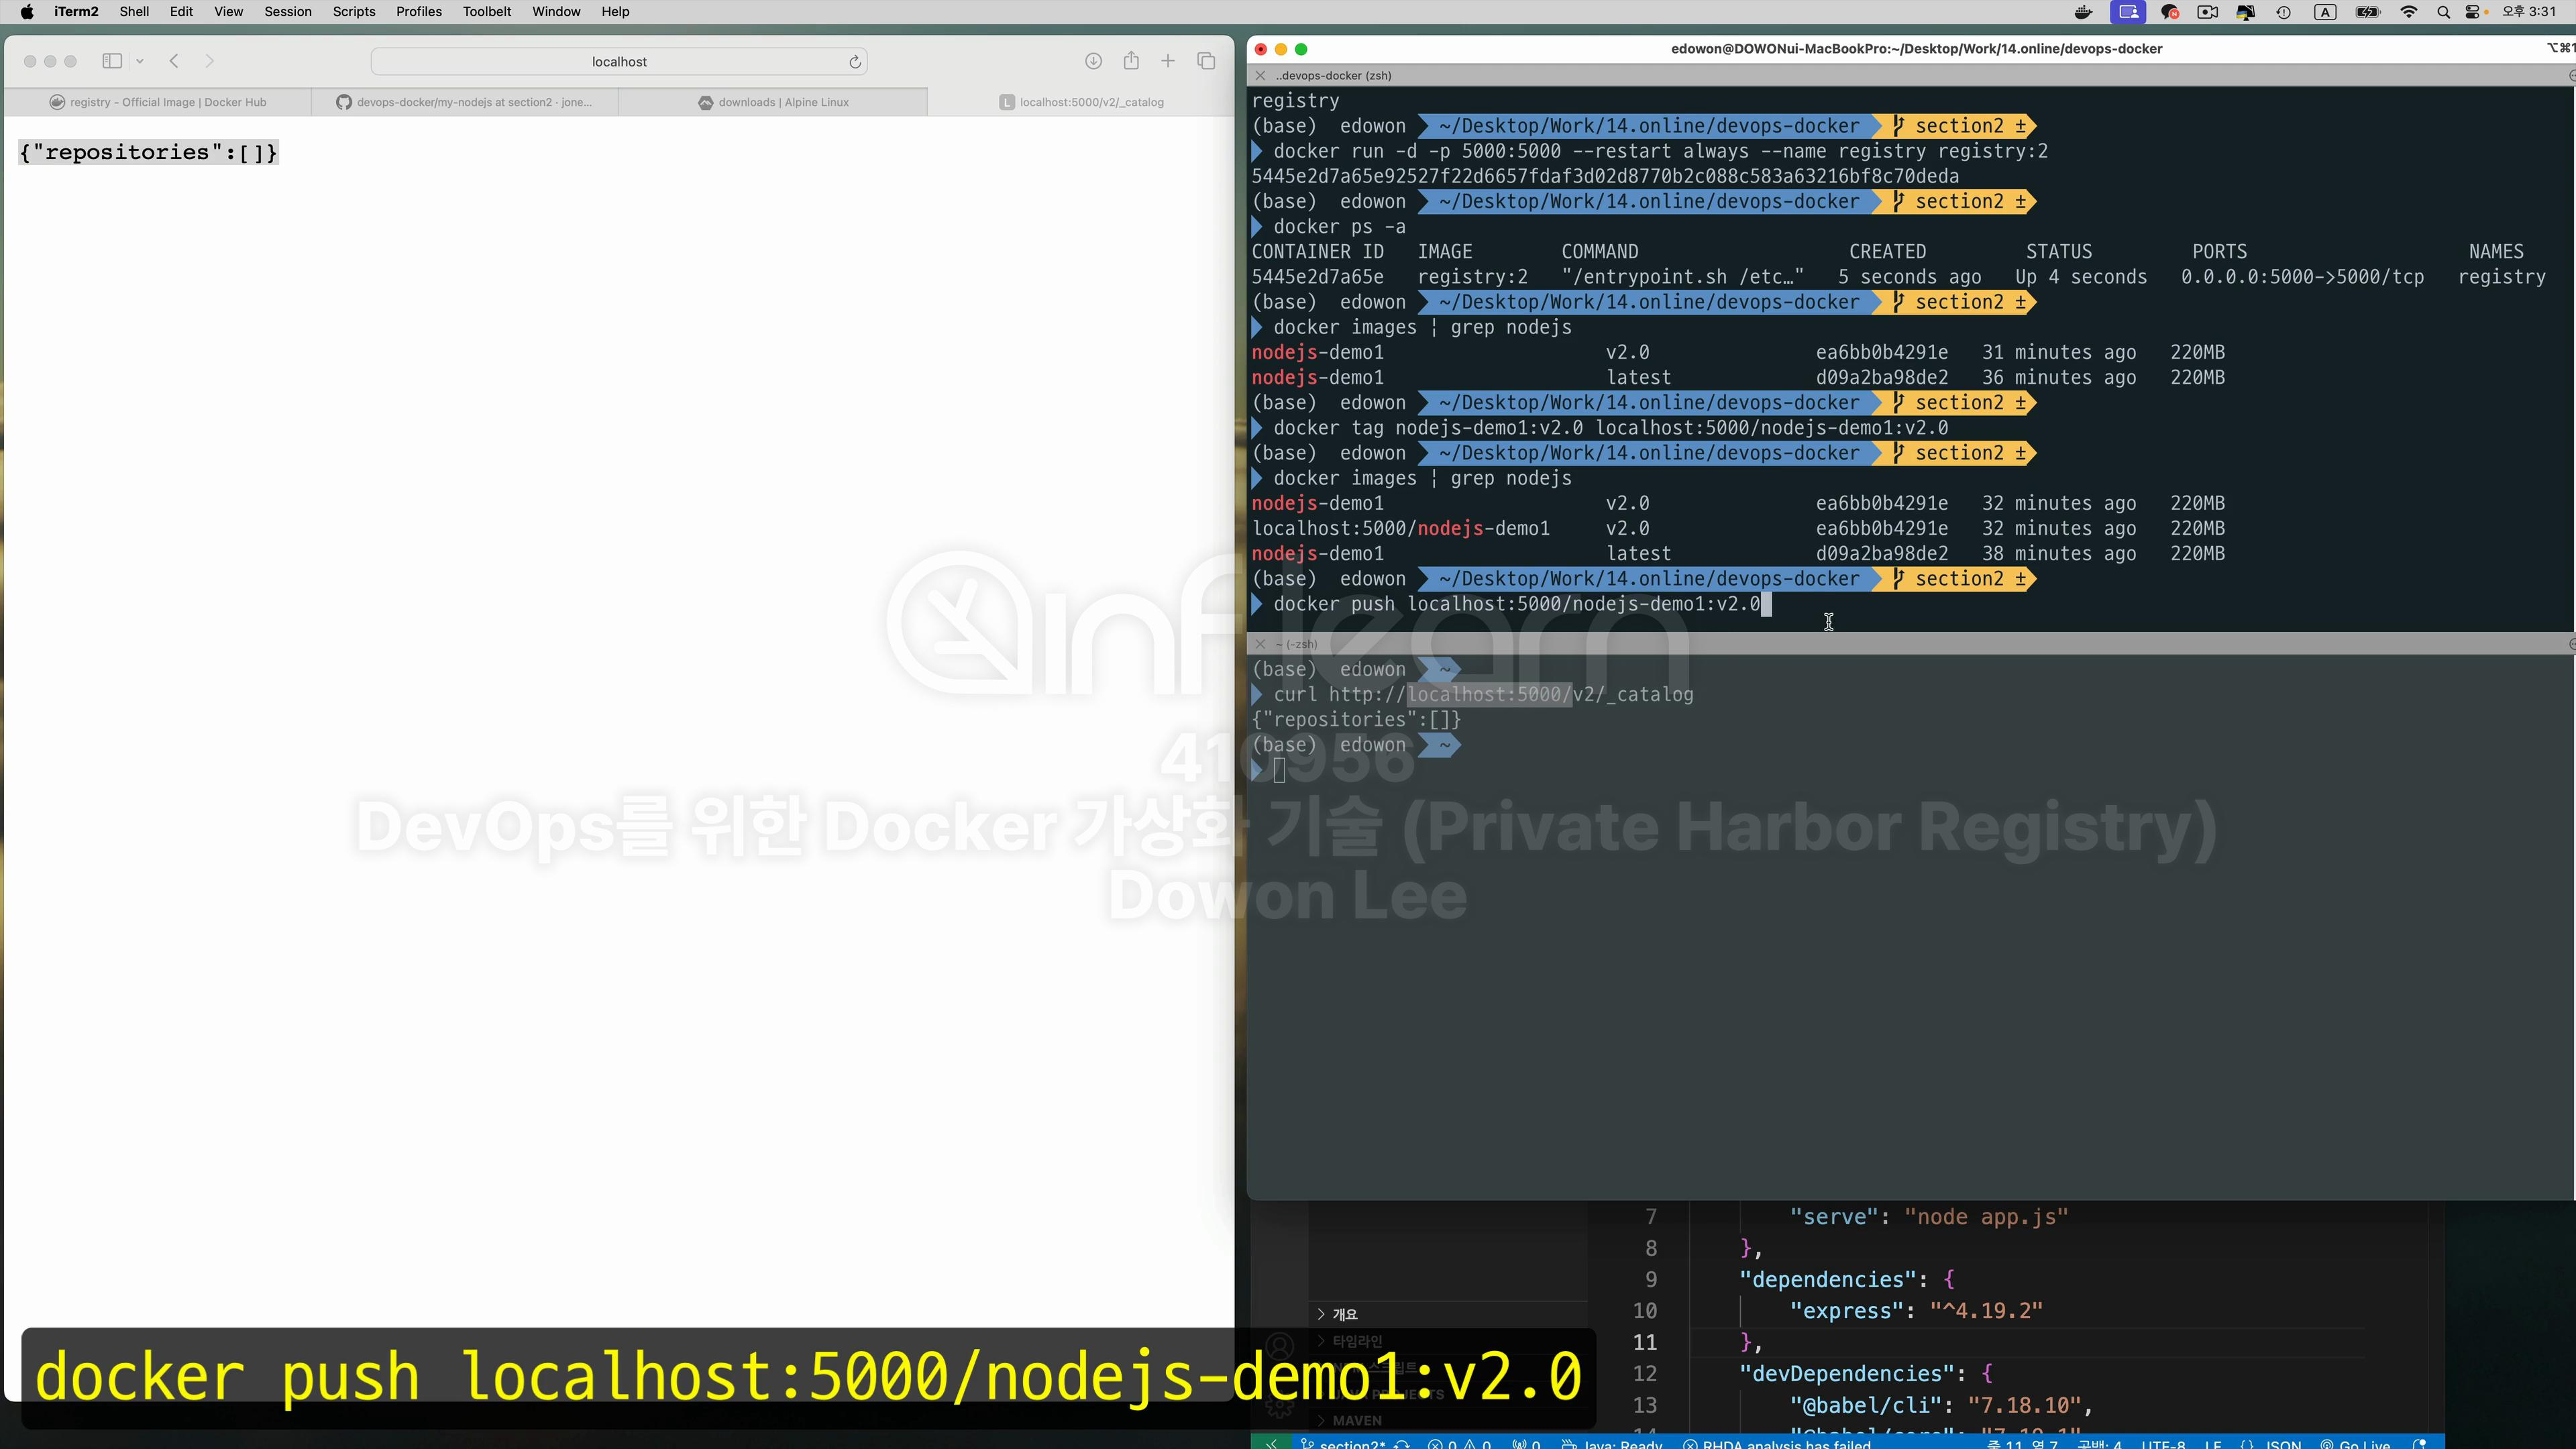 iTerm2 Shell Edit View Session Scripts Profiles Toolbelt Window Help
A 오후 3:31
localhost
registry - Official Image | Docker Hub
devops-docker/my-nodejs at section2 · jone...
downloads | Alpine Linux
L localhost:5000/v2/_catalog
{"repositories":[]}
edowon@DOWONui-MacBookPro:~/Desktop/Work/14.online/devops-docker
..devops-docker (zsh)
registry
(base) edowon ~/Desktop/Work/14.online/devops-docker section2 ±
docker run -d -p 5000:5000 --restart always --name registry registry:2
5445e2d7a65e92527f22d6657fdaf3d02d8770b2c088c583a63216bf8c70deda
(base) edowon ~/Desktop/Work/14.online/devops-docker section2 ±
docker ps -a
CONTAINER ID IMAGE COMMAND CREATED STATUS PORTS NAMES
5445e2d7a65e registry:2 "/entrypoint.sh /etc…" 5 seconds ago Up 4 seconds 0.0.0.0:5000->5000/tcp registry
(base) edowon ~/Desktop/Work/14.online/devops-docker section2 ±
docker images | grep nodejs
nodejs-demo1 v2.0 ea6bb0b4291e 31 minutes ago 220MB
nodejs-demo1 latest d09a2ba98de2 36 minutes ago 220MB
(base) edowon ~/Desktop/Work/14.online/devops-docker section2 ±
docker tag nodejs-demo1:v2.0 localhost:5000/nodejs-demo1:v2.0
(base) edowon ~/Desktop/Work/14.online/devops-docker section2 ±
docker images | grep nodejs
nodejs-demo1 v2.0 ea6bb0b4291e 32 minutes ago 220MB
localhost:5000/nodejs-demo1 v2.0 ea6bb0b4291e 32 minutes ago 220MB
nodejs-demo1 latest d09a2ba98de2 38 minutes ago 220MB
(base) edowon ~/Desktop/Work/14.online/devops-docker section2 ±
docker push localhost:5000/nodejs-demo1:v2.0
~ (-zsh)
(base) edowon ~
curl http://localhost:5000/v2/_catalog
{"repositories":[]}
(base) edowon ~
inflearn
410956
DevOps를 위한 Docker 가상화 기술 (Private Harbor Registry)
Dowon Lee
7 "serve": "node app.js"
8 },
9 "dependencies": {
10 "express": "^4.19.2"
11 },
12 "devDependencies": {
13 "@babel/cli": "7.18.10",
개요
타임라인
MAVEN
docker push localhost:5000/nodejs-demo1:v2.0
section2* 0 0 0 Java: Ready RHDA analysis has failed 줄 11, 열 7 공백: 4 UTF-8 LF {} JSON Go Live